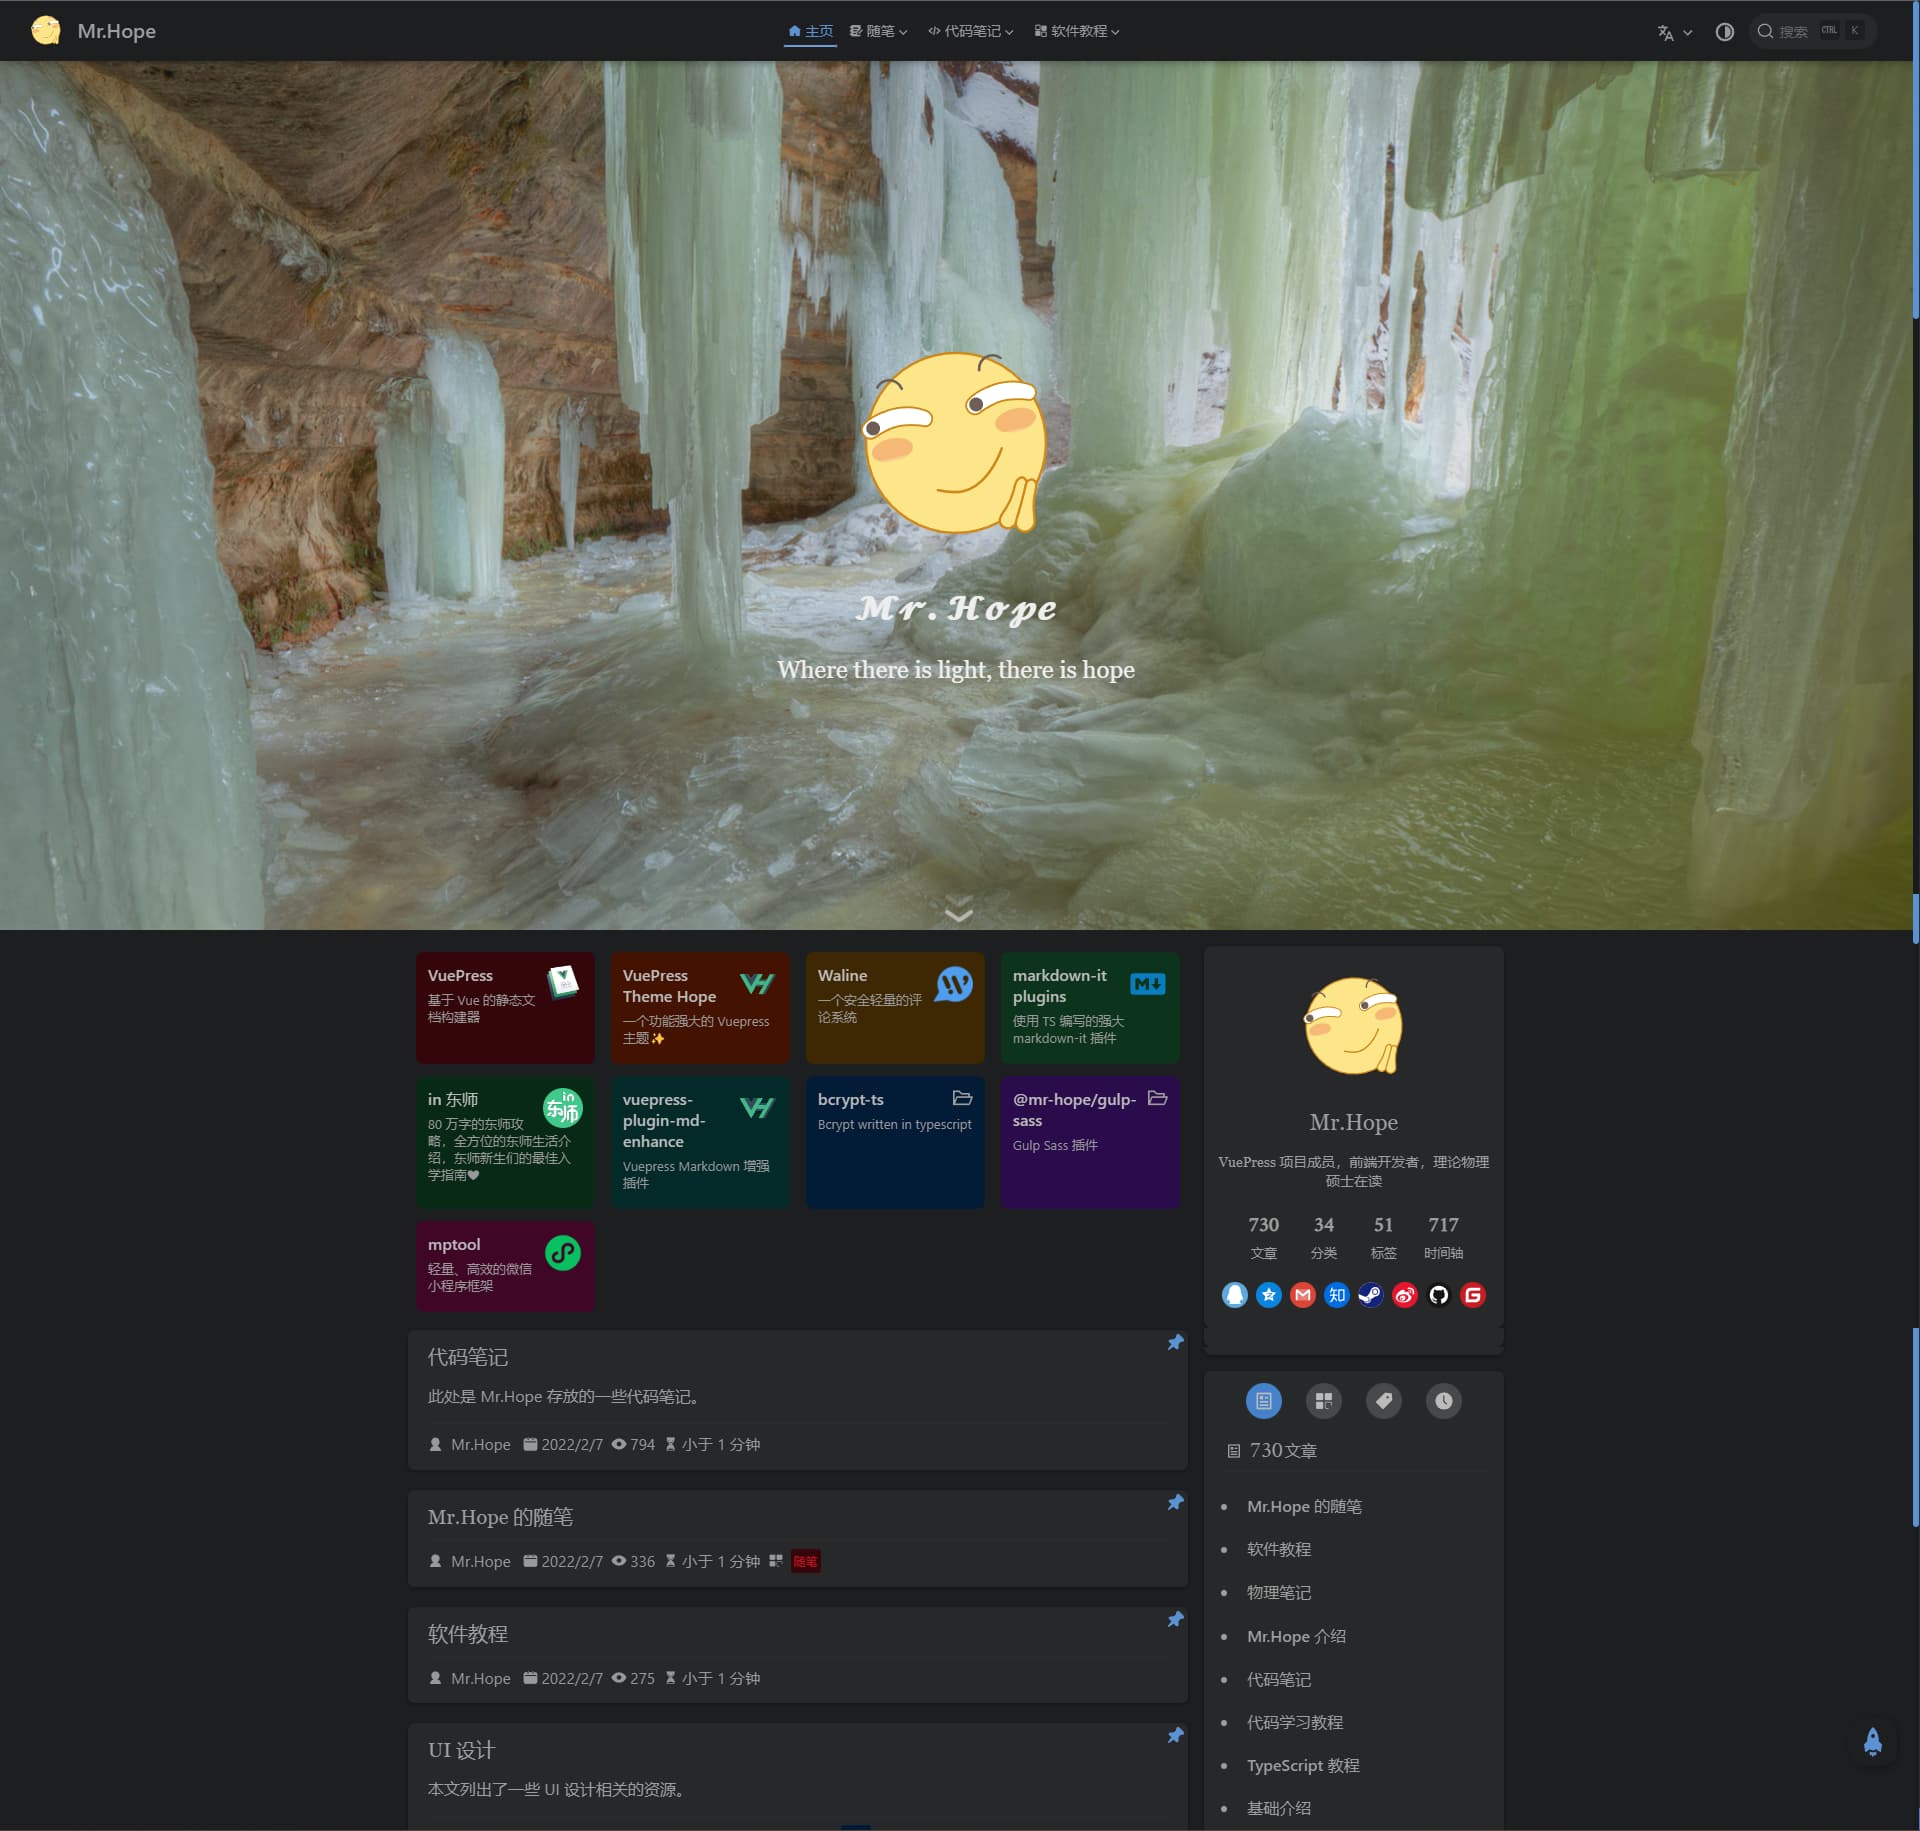 Mr.Hope
主页 随笔 代码笔记 软件教程
搜索 CTRL K
Mr.Hope
Where there is light, there is hope
VuePress
基于 Vue 的静态文
档构建器
VuePress
Theme Hope
一个功能强大的 Vuepress
主题✨
Waline
一个安全轻量的评
论系统
markdown-it
plugins
使用 TS 编写的强大
markdown-it 插件
in 东师
80 万字的东师攻
略，全方位的东师生活介
绍，东师新生们的最佳入
学指南❤
in
东师
vuepress-
plugin-md-
enhance
Vuepress Markdown 增强
插件
bcrypt-ts
Bcrypt written in typescript
@mr-hope/gulp-
sass
Gulp Sass 插件
mptool
轻量、高效的微信
小程序框架
代码笔记
此处是 Mr.Hope 存放的一些代码笔记。
Mr.Hope 2022/2/7 794 小于 1 分钟
Mr.Hope 的随笔
Mr.Hope 2022/2/7 336 小于 1 分钟 随笔
软件教程
Mr.Hope 2022/2/7 275 小于 1 分钟
UI 设计
本文列出了一些 UI 设计相关的资源。
Mr.Hope
VuePress 项目成员，前端开发者，理论物理
硕士在读
730 34 51 717
文章 分类 标签 时间轴
知
730文章
Mr.Hope 的随笔
软件教程
物理笔记
Mr.Hope 介绍
代码笔记
代码学习教程
TypeScript 教程
基础介绍